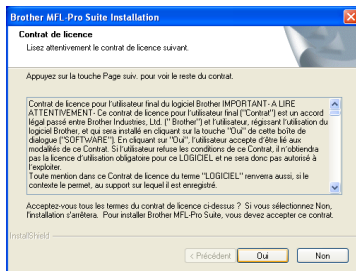 Brother MFL-Pro Suite Installation
Contrat de licence
Lisez attentivement le contrat de licence suivant.
Appuyez sur la touche Page suiv. pour voir le reste du contrat.
Contrat de licence pour l'utilisateur final du logiciel Brother IMPORTANT- A LIRE
ATTENTIVEMENT- Ce contrat de licence pour l'utilisateur final ("Contrat") est un accord
légal passé entre Brother Industries, Ltd. (" Brother") et l'utilisateur, régissant l'utilisation du
logiciel Brother, et qui sera installé en cliquant sur la touche "Oui" de cette boîte de
dialogue ("SOFTWARE"). En cliquant sur "Oui", l'utilisateur accepte d'être lié aux
modalités de ce Contrat. Si l'utilisateur refuse les conditions de ce Contrat, il n'obtiendra
pas la licence d'utilisation obligatoire pour ce LOGICIEL et ne sera donc pas autorisé à
l'exploiter.
Toute mention dans ce Contrat de licence du terme "LOGICIEL" renverra aussi, si le
contexte le permet, au support sur lequel il est enregistré.
Acceptez-vous tous les termes du contrat de licence ci-dessus ? Si vous sélectionnez Non,
l'installation s'arrêtera. Pour installer Brother MFL-Pro Suite, vous devez accepter ce contrat.
InstallShield
< Précédent
Oui
Non